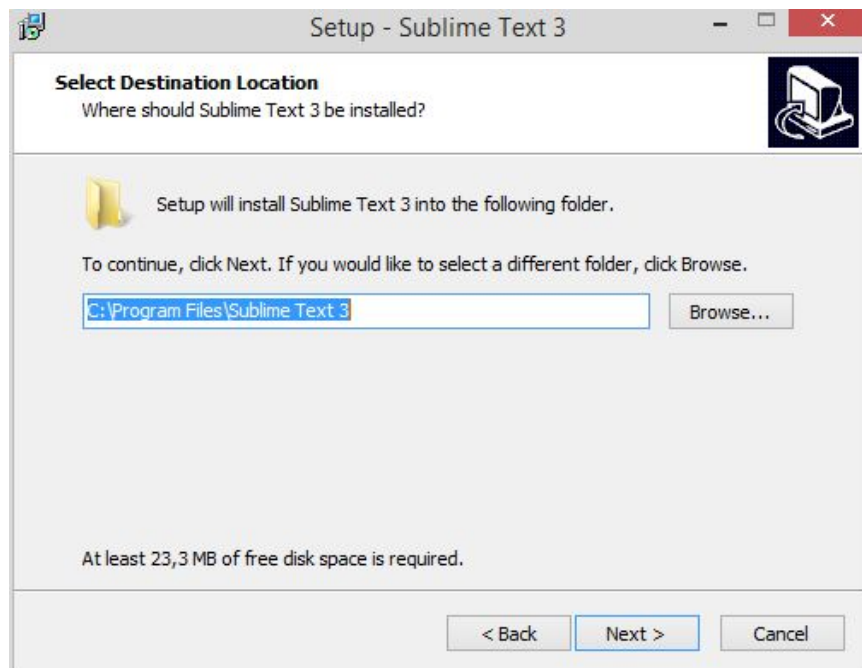 Setup - Sublime Text 3
Select Destination Location
Where should Sublime Text 3 be installed?
Setup will install Sublime Text 3 into the following folder.
To continue, click Next. If you would like to select a different folder, click Browse.
C:\Program Files\Sublime Text 3
Browse...
At least 23,3 MB of free disk space is required.
< Back
Next >
Cancel